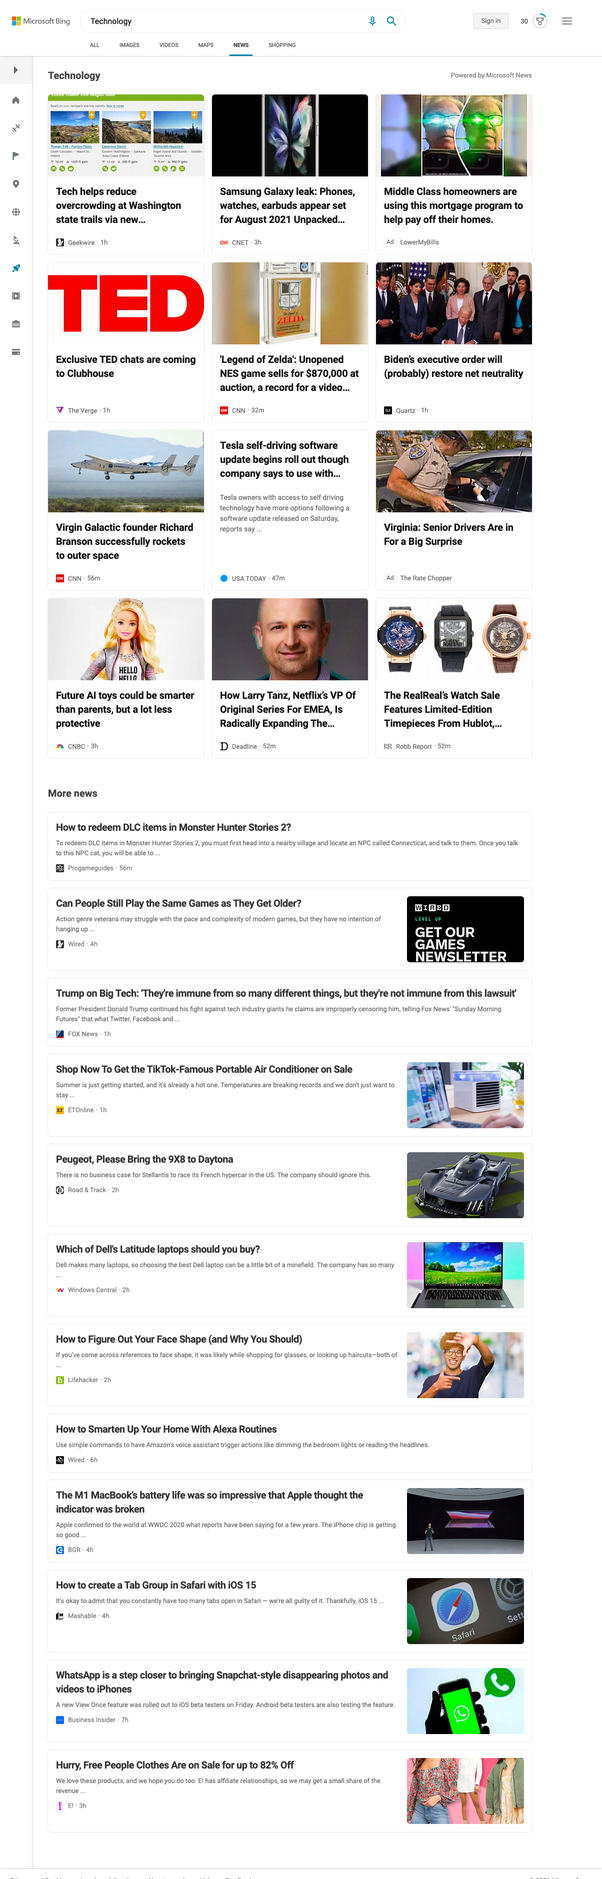 Microsoft Bing
Technology
Sign in
30
ALL
IMAGES
VIDEOS
MAPS
NEWS
SHOPPING
Technology
Powered by Microsoft News
Tech helps reduce
overcrowding at Washington
state trails via new...
Geekwire · 1h
Samsung Galaxy leak: Phones,
watches, earbuds appear set
for August 2021 Unpacked...
CNET · 3h
Middle Class homeowners are
using this mortgage program to
help pay off their homes.
Ad LowerMyBills
TED
Exclusive TED chats are coming
to Clubhouse
The Verge · 1h
ZELDA
'Legend of Zelda': Unopened
NES game sells for $870,000 at
auction, a record for a video...
CNN · 32m
Biden's executive order will
(probably) restore net neutrality
Quartz · 1h
Virgin Galactic founder Richard
Branson successfully rockets
to outer space
CNN · 56m
Tesla self-driving software
update begins roll out though
company says to use with...
Tesla owners with access to self driving
technology have more options following a
software update released on Saturday,
reports say ...
USA TODAY · 47m
Virginia: Senior Drivers Are in
For a Big Surprise
Ad The Rate Chopper
HELLO
Future AI toys could be smarter
than parents, but a lot less
protective
CNBC · 3h
How Larry Tanz, Netflix's VP Of
Original Series For EMEA, Is
Radically Expanding The...
Deadline · 52m
The RealReal's Watch Sale
Features Limited-Edition
Timepieces From Hublot,...
Robb Report · 52m
More news
How to redeem DLC items in Monster Hunter Stories 2?
To redeem DLC items in Monster Hunter Stories 2, you must first head into a nearby village and locate an NPC called Connecticat, and talk to them. Once you talk
to this NPC cat, you will be able to ...
Progameguides · 56m
Can People Still Play the Same Games as They Get Older?
Action genre veterans may struggle with the pace and complexity of modern games, but they have no intention of
hanging up ...
Wired · 4h
WIRED
LEVEL UP
GET OUR
GAMES
NEWSLETTER
Trump on Big Tech: 'They're immune from so many different things, but they're not immune from this lawsuit'
Former President Donald Trump continued his fight against tech industry giants he claims are improperly censoring him, telling Fox News' "Sunday Morning
Futures" that what Twitter, Facebook and ...
FOX News · 1h
Shop Now To Get the TikTok-Famous Portable Air Conditioner on Sale
Summer is just getting started, and it's already a hot one. Temperatures are breaking records and we don't just want to
stay ...
ETOnline · 1h
Peugeot, Please Bring the 9X8 to Daytona
There is no business case for Stellantis to race its French hypercar in the US. The company should ignore this.
Road & Track · 2h
Which of Dell's Latitude laptops should you buy?
Dell makes many laptops, so choosing the best Dell laptop can be a little bit of a minefield. The company has so many
...
Windows Central · 2h
How to Figure Out Your Face Shape (and Why You Should)
If you've come across references to face shape, it was likely while shopping for glasses, or looking up haircuts—both of
...
Lifehacker · 2h
How to Smarten Up Your Home With Alexa Routines
Use simple commands to have Amazon's voice assistant trigger actions like dimming the bedroom lights or reading the headlines.
Wired · 6h
The M1 MacBook's battery life was so impressive that Apple thought the
indicator was broken
Apple confirmed to the world at WWDC 2020 what reports have been saying for a few years. The iPhone chip is getting
so good ...
BGR · 4h
How to create a Tab Group in Safari with iOS 15
It's okay to admit that you constantly have too many tabs open in Safari — we're all guilty of it. Thankfully, iOS 15 ...
Mashable · 4h
Safari
Sett
WhatsApp is a step closer to bringing Snapchat-style disappearing photos and
videos to iPhones
A new View Once feature was rolled out to iOS beta testers on Friday. Android beta testers are also testing the feature.
Business Insider · 7h
Hurry, Free People Clothes Are on Sale for up to 82% Off
We love these products, and we hope you do too. E! has affiliate relationships, so we may get a small share of the
revenue ...
E! · 3h